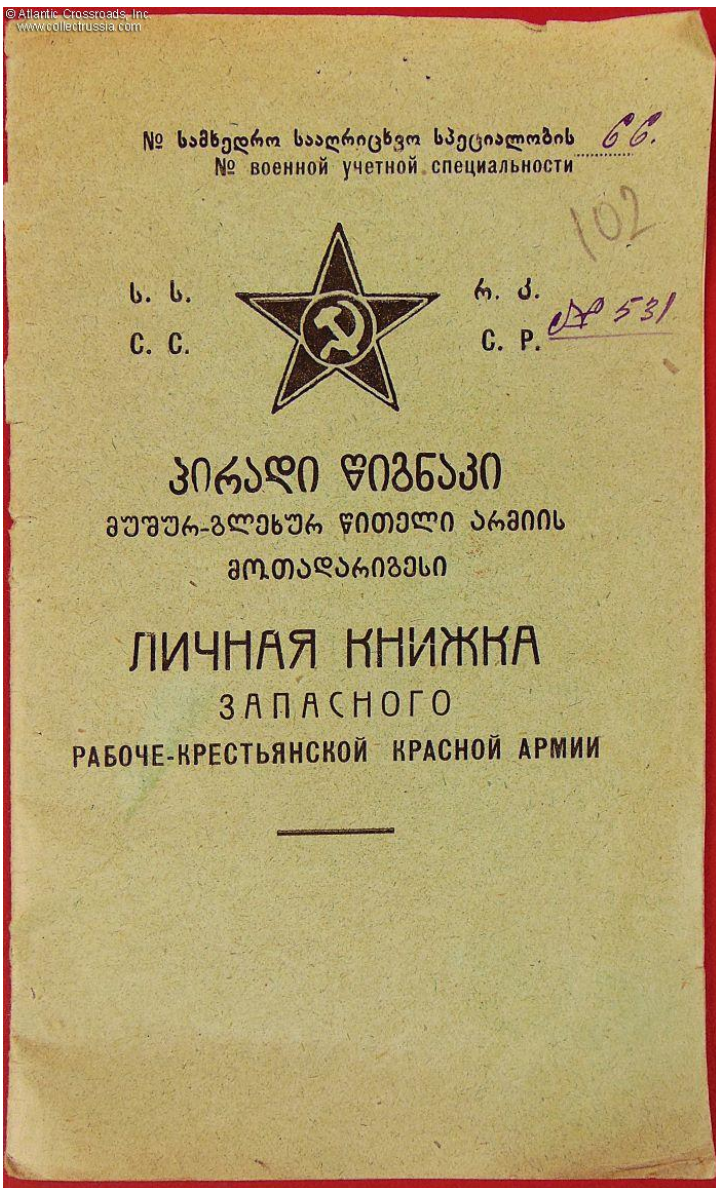 © Atlantic Crossroads, Inc.
www.collectrussia.com
№ სამხედრო სააღრიცხვო სპეციალობის 66.
№ военной учетной специальности
102
ს. ს. რ. კ.
№ 531
С. С. С. Р.
პირადი წიგნაკი
მუშურ-გლეხურ წითელი არმიის
მოთადარიგესი
ЛИЧНАЯ КНИЖКА
ЗАПАСНОГО
РАБОЧЕ-КРЕСТЬЯНСКОЙ КРАСНОЙ АРМИИ